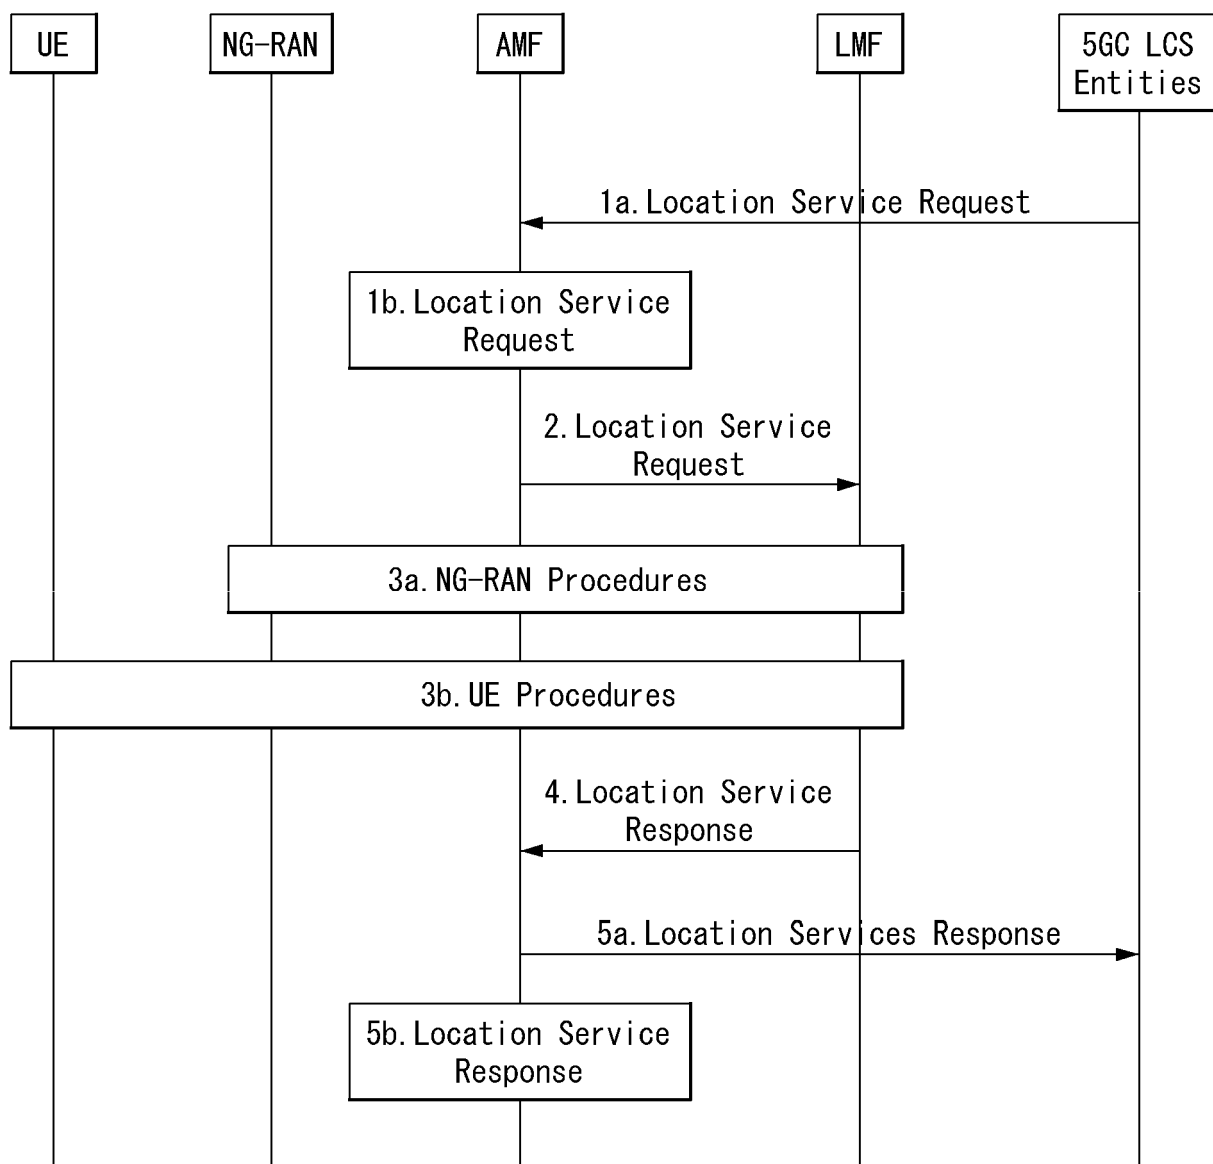 UE
NG-RAN
AMF
LMF
5GC LCS
Entities
1a.Location Service Request
1b.Location Service
Request
2.Location Service
Request
3a.NG-RAN Procedures
3b.UE Procedures
4.Location Service
Response
5a.Location Services Response
5b.Location Service
Response